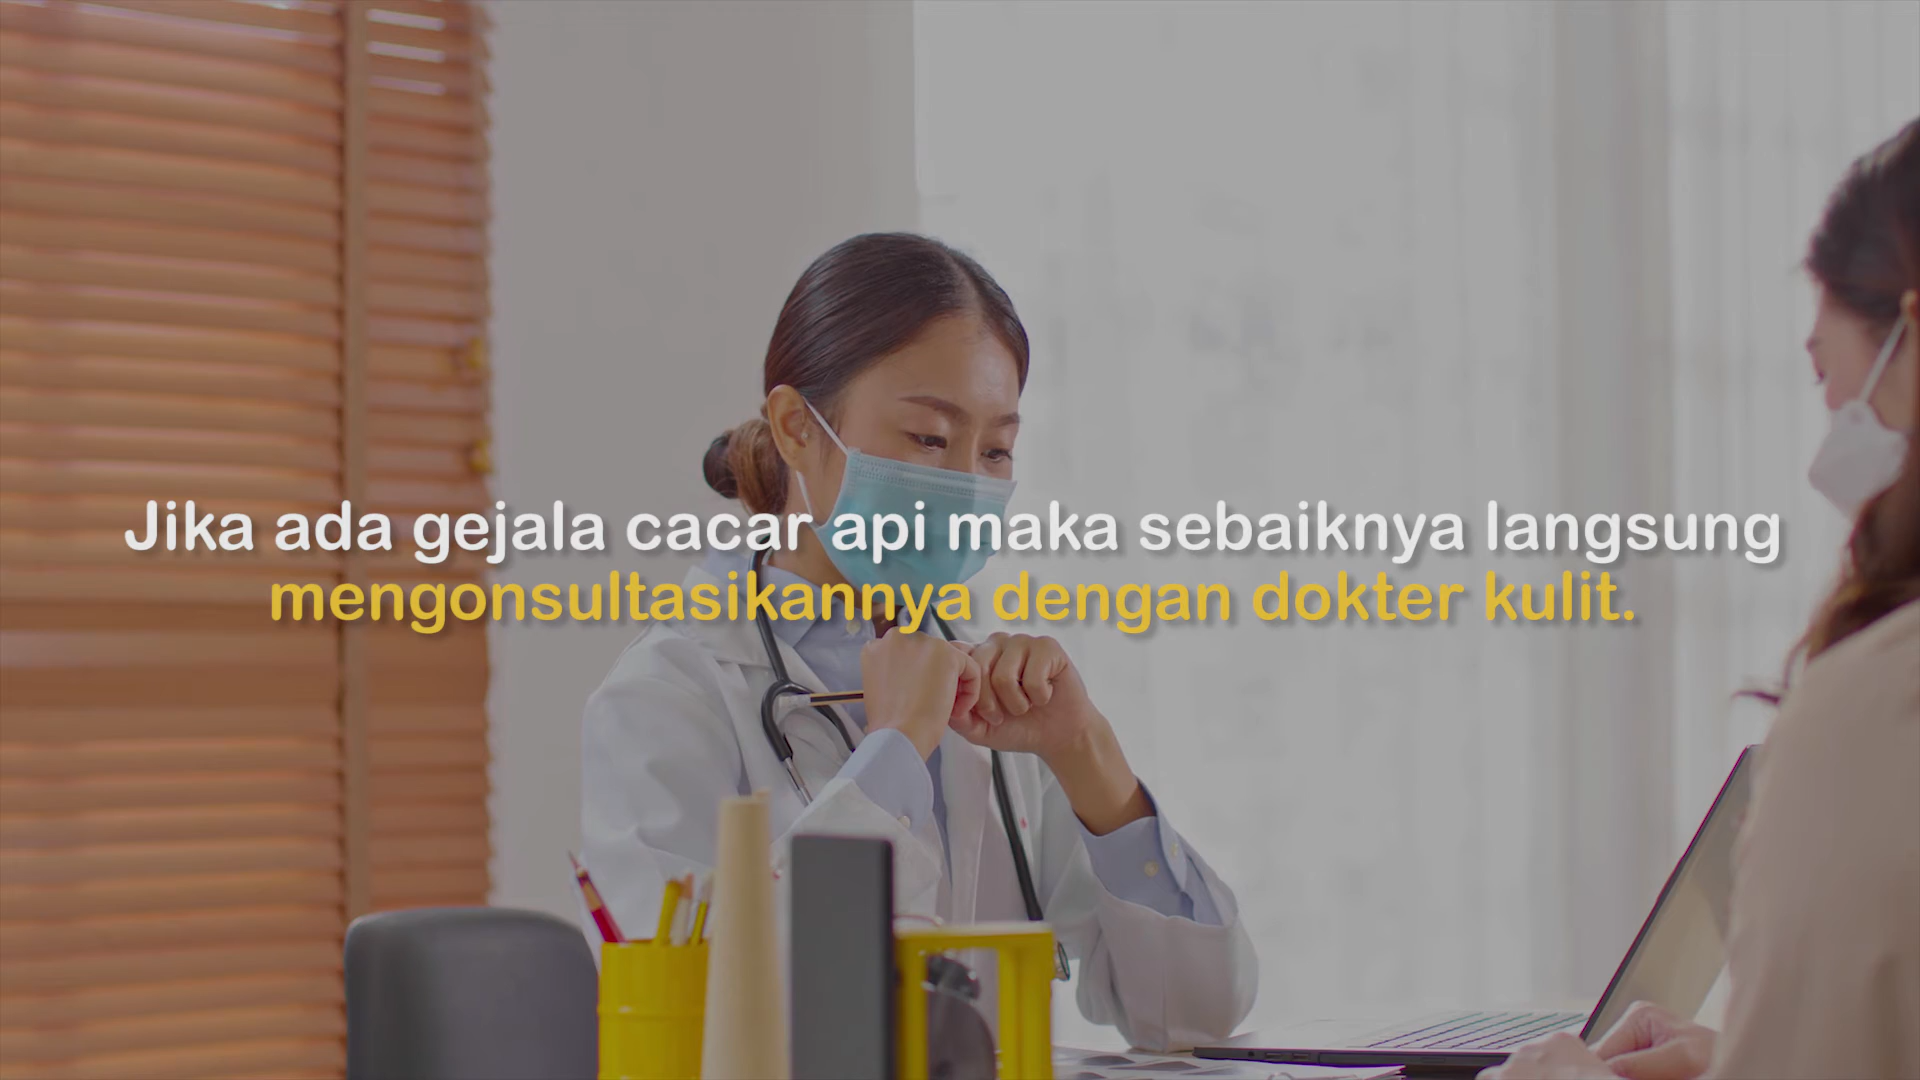 Jika ada gejala cacar api maka sebaiknya langsung
mengonsultasikannya dengan dokter kulit.